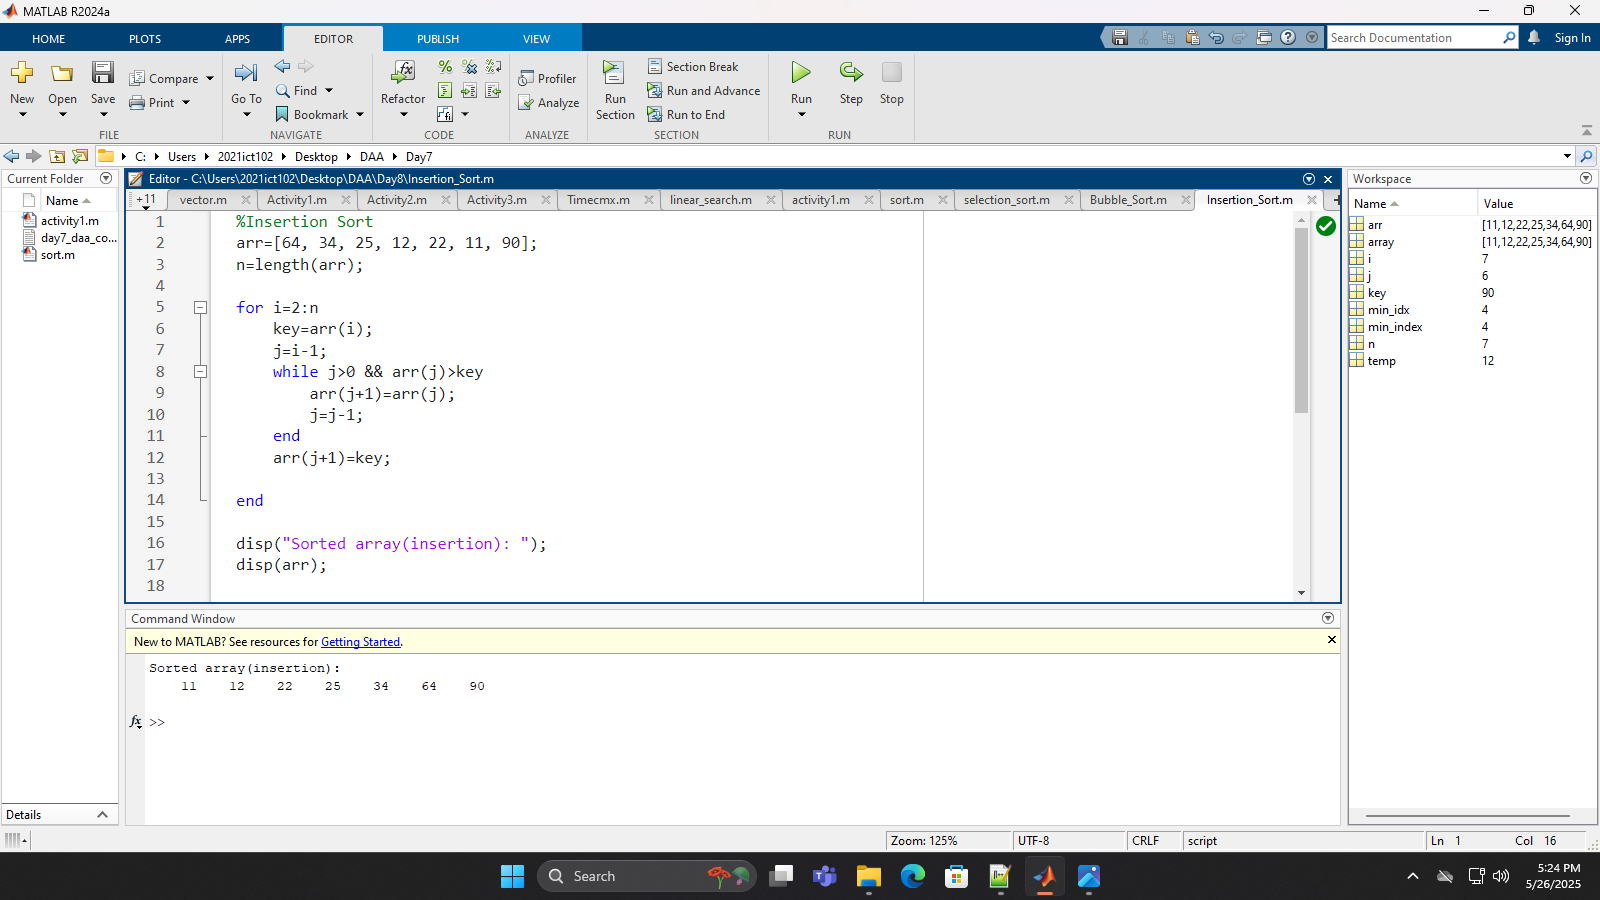 MATLAB R2024a
HOME PLOTS APPS EDITOR PUBLISH VIEW Search Documentation Sign In
New Open Save Compare Print Go To Find Bookmark Refactor Profiler Analyze Run Section Section Break Run and Advance Run to End Run Step Stop
FILE NAVIGATE CODE ANALYZE SECTION RUN
C: Users 2021ict102 Desktop DAA Day7
Current Folder
Name
activity1.m
day7_daa_co...
sort.m
Details
Editor - C:\Users\2021ict102\Desktop\DAA\Day8\Insertion_Sort.m
+11 vector.m Activity1.m Activity2.m Activity3.m Timecmx.m linear_search.m activity1.m sort.m selection_sort.m Bubble_Sort.m Insertion_Sort.m
1 %Insertion Sort
2 arr=[64, 34, 25, 12, 22, 11, 90];
3 n=length(arr);
4
5 for i=2:n
6 key=arr(i);
7 j=i-1;
8 while j>0 && arr(j)>key
9 arr(j+1)=arr(j);
10 j=j-1;
11 end
12 arr(j+1)=key;
13
14 end
15
16 disp("Sorted array(insertion): ");
17 disp(arr);
18
Command Window
New to MATLAB? See resources for Getting Started.
Sorted array(insertion):
11 12 22 25 34 64 90
fx >>
Workspace
Name Value
arr [11,12,22,25,34,64,90]
array [11,12,22,25,34,64,90]
i 7
j 6
key 90
min_idx 4
min_index 4
n 7
temp 12
Zoom: 125% UTF-8 CRLF script Ln 1 Col 16
Search
5:24 PM
5/26/2025